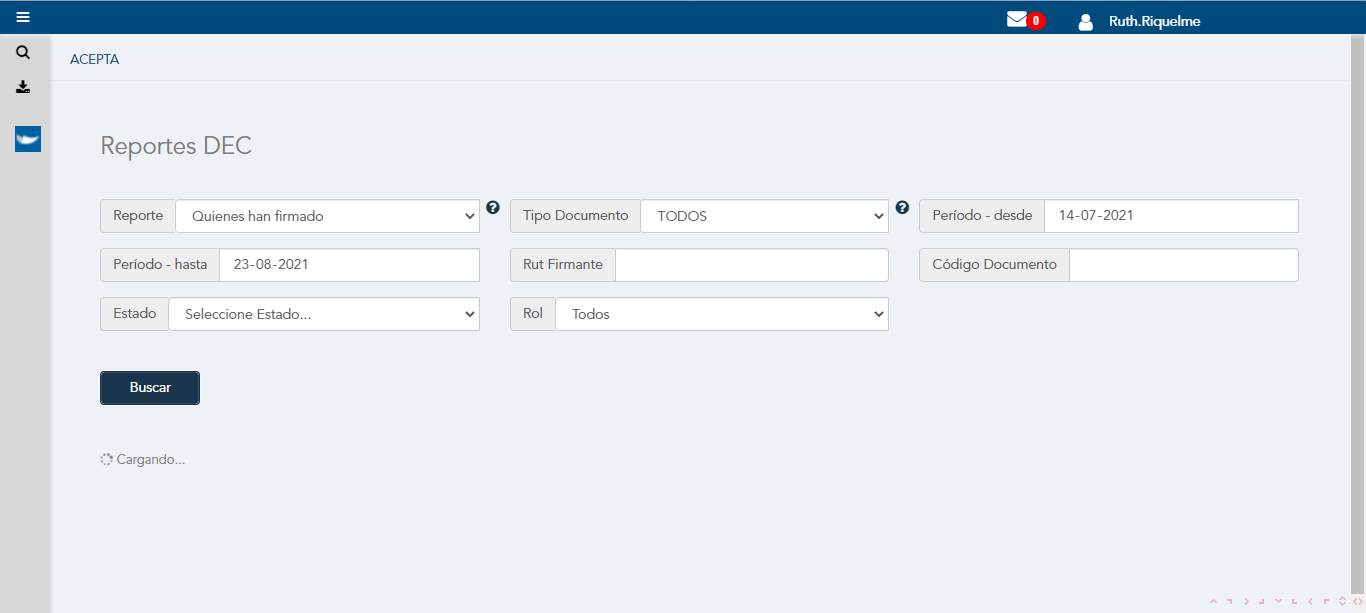 0 Ruth.Riquelme
ACEPTA
Reportes DEC
Reporte Quienes han firmado Tipo Documento TODOS Período - desde 14-07-2021
Período - hasta 23-08-2021 Rut Firmante Código Documento
Estado Seleccione Estado... Rol Todos
Buscar
Cargando...